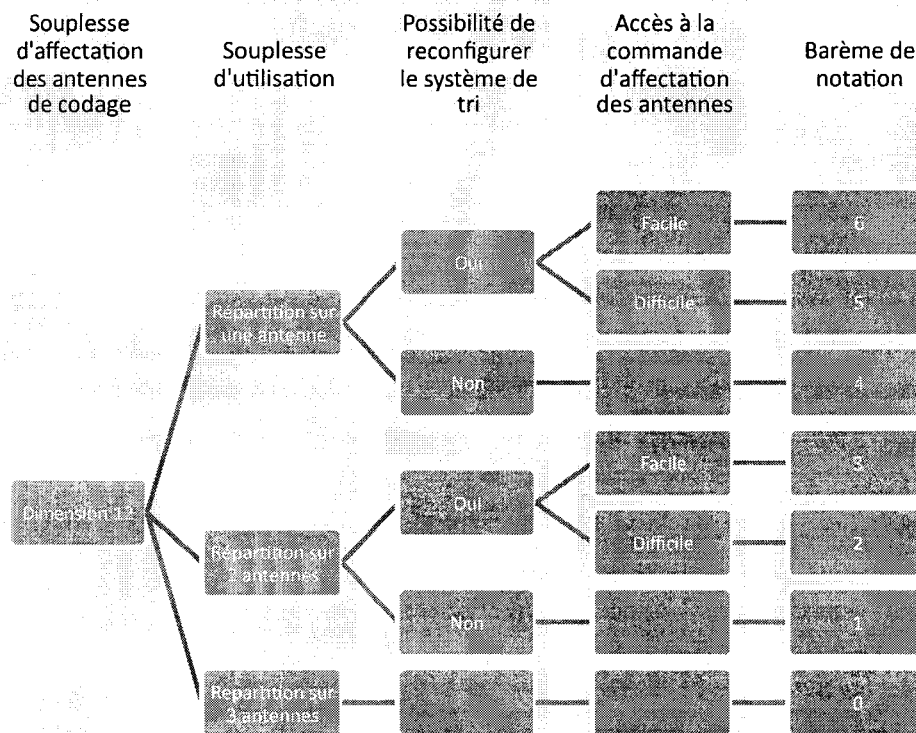 Souplesse
d'affectation
des antennes
de codage
Souplesse
d'utilisation
Possibilité de
reconfigurer
le système de
tri
Accès à la
commande
d'affectation
des antennes
Barème de
notation
Dimension 12
Répartition sur
une antenne
Oui
Facile
6
Difficile
5
Non
4
Répartition sur
2 antennes
Oui
Facile
3
Difficile
2
Non
1
Répartition sur
3 antennes
0